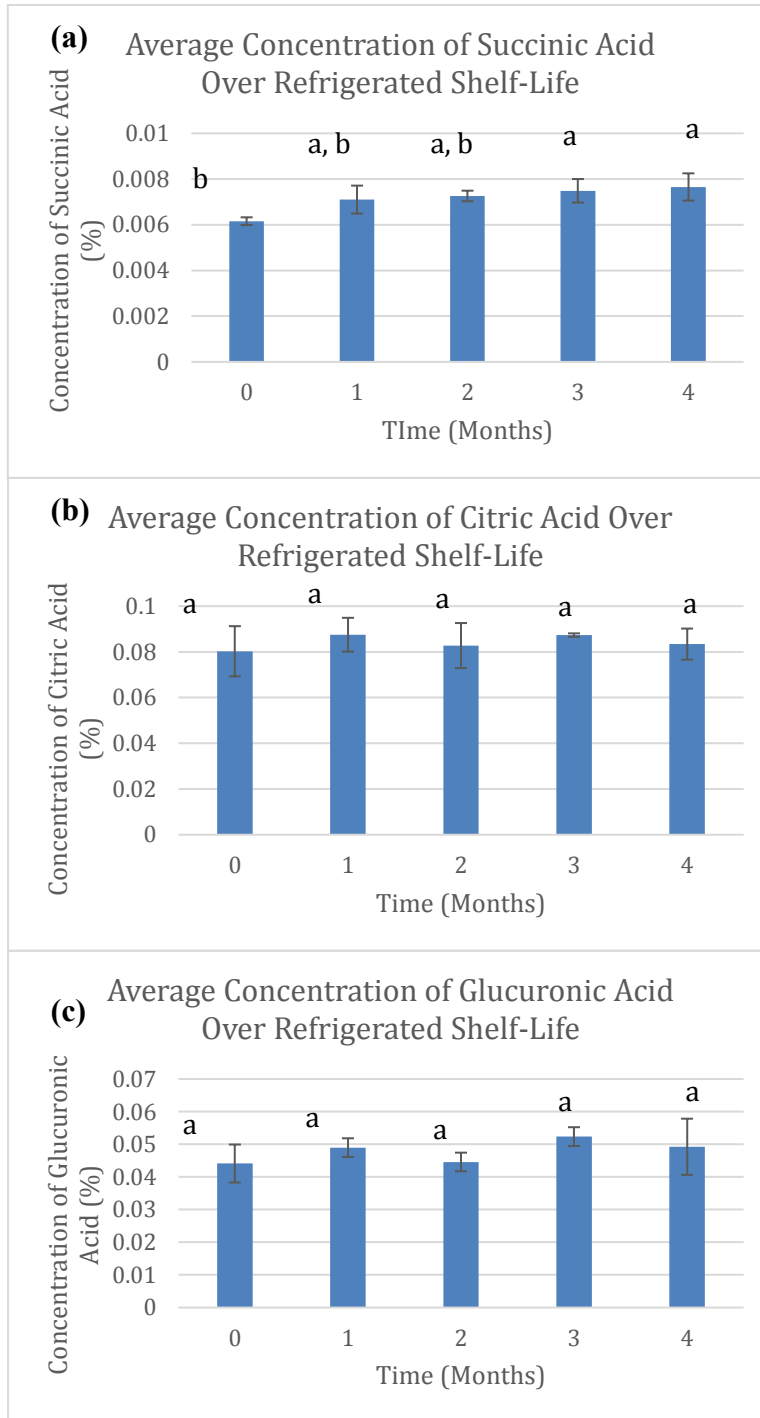 (a) Average Concentration of Succinic Acid
Over Refrigerated Shelf-Life
Concentration of Succinic Acid
(%)
0.01
0.008
0.006
0.004
0.002
0
b
a, b
a, b
a
a
0 1 2 3 4
TIme (Months)
(b) Average Concentration of Citric Acid Over
Refrigerated Shelf-Life
Concentration of Citric Acid
(%)
0.1
0.08
0.06
0.04
0.02
0
a
a
a
a
a
0 1 2 3 4
Time (Months)
(c) Average Concentration of Glucuronic Acid
Over Refrigerated Shelf-Life
Concentration of Glucuronic
Acid (%)
0.07
0.06
0.05
0.04
0.03
0.02
0.01
0
a
a
a
a
a
0 1 2 3 4
Time (Months)